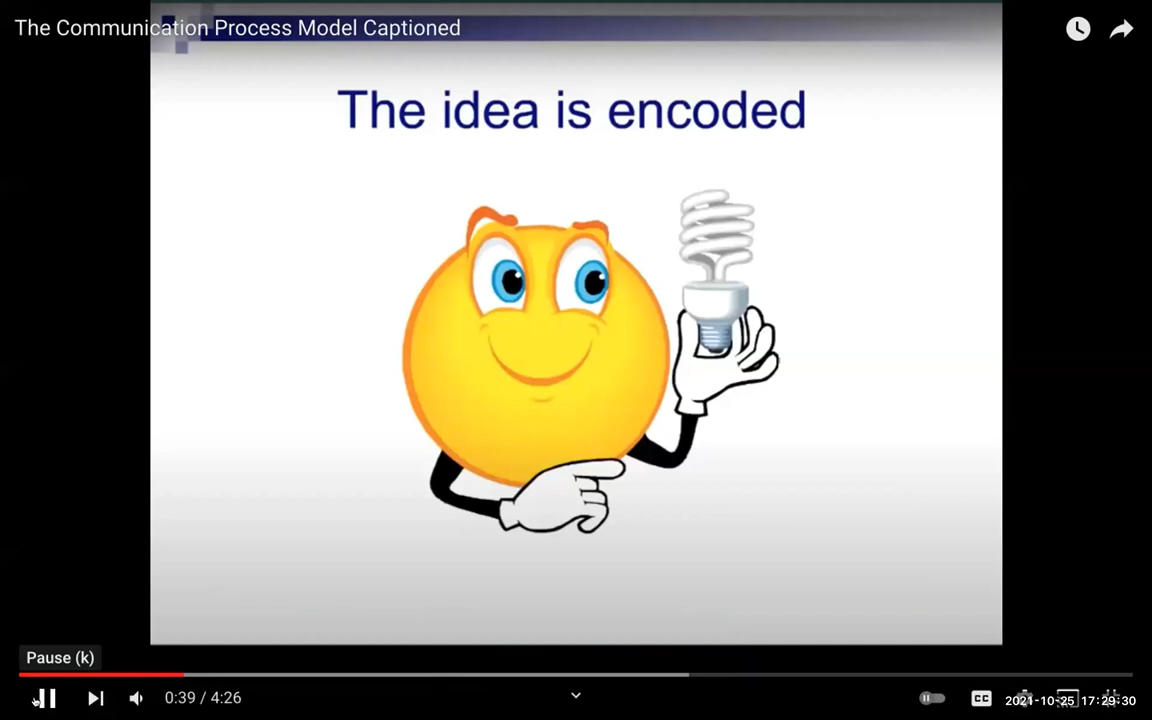 The Communication Process Model Captioned
The idea is encoded
Pause (k)
0:39 / 4:26
CC
2021-10-25 17:29:30